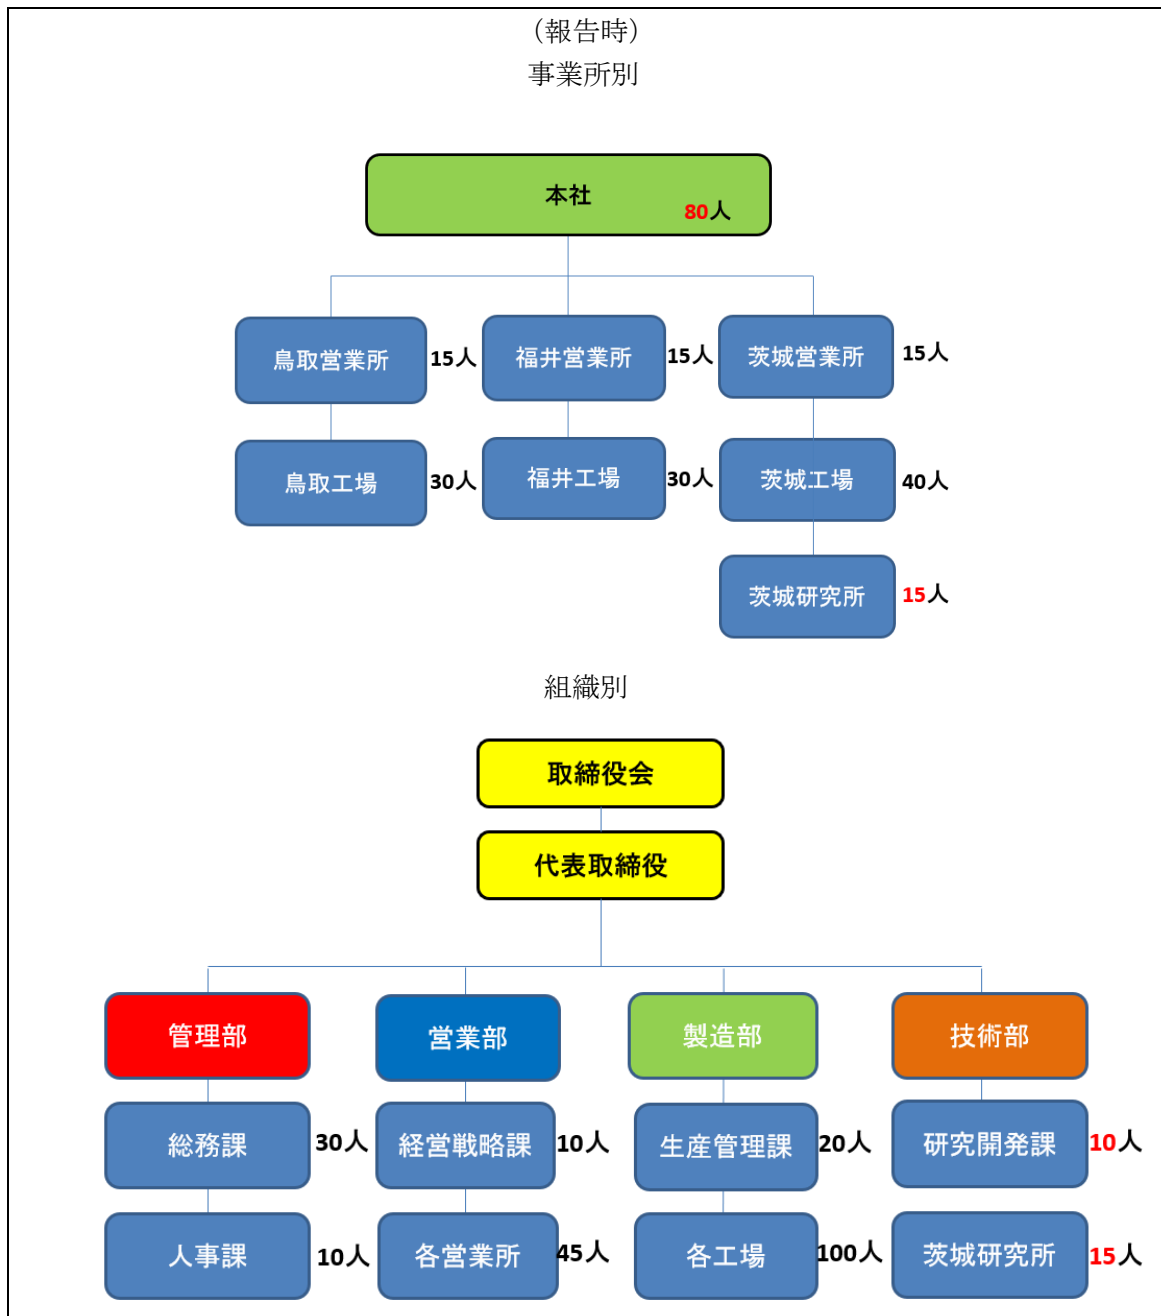 （報告時）
事業所別
本社
80人
鳥取営業所 15人 福井営業所 15人 茨城営業所 15人
鳥取工場 30人 福井工場 30人 茨城工場 40人
茨城研究所 15人
組織別
取締役会
代表取締役
管理部 営業部 製造部 技術部
総務課 30人 経営戦略課 10人 生産管理課 20人 研究開発課 10人
人事課 10人 各営業所 45人 各工場 100人 茨城研究所 15人